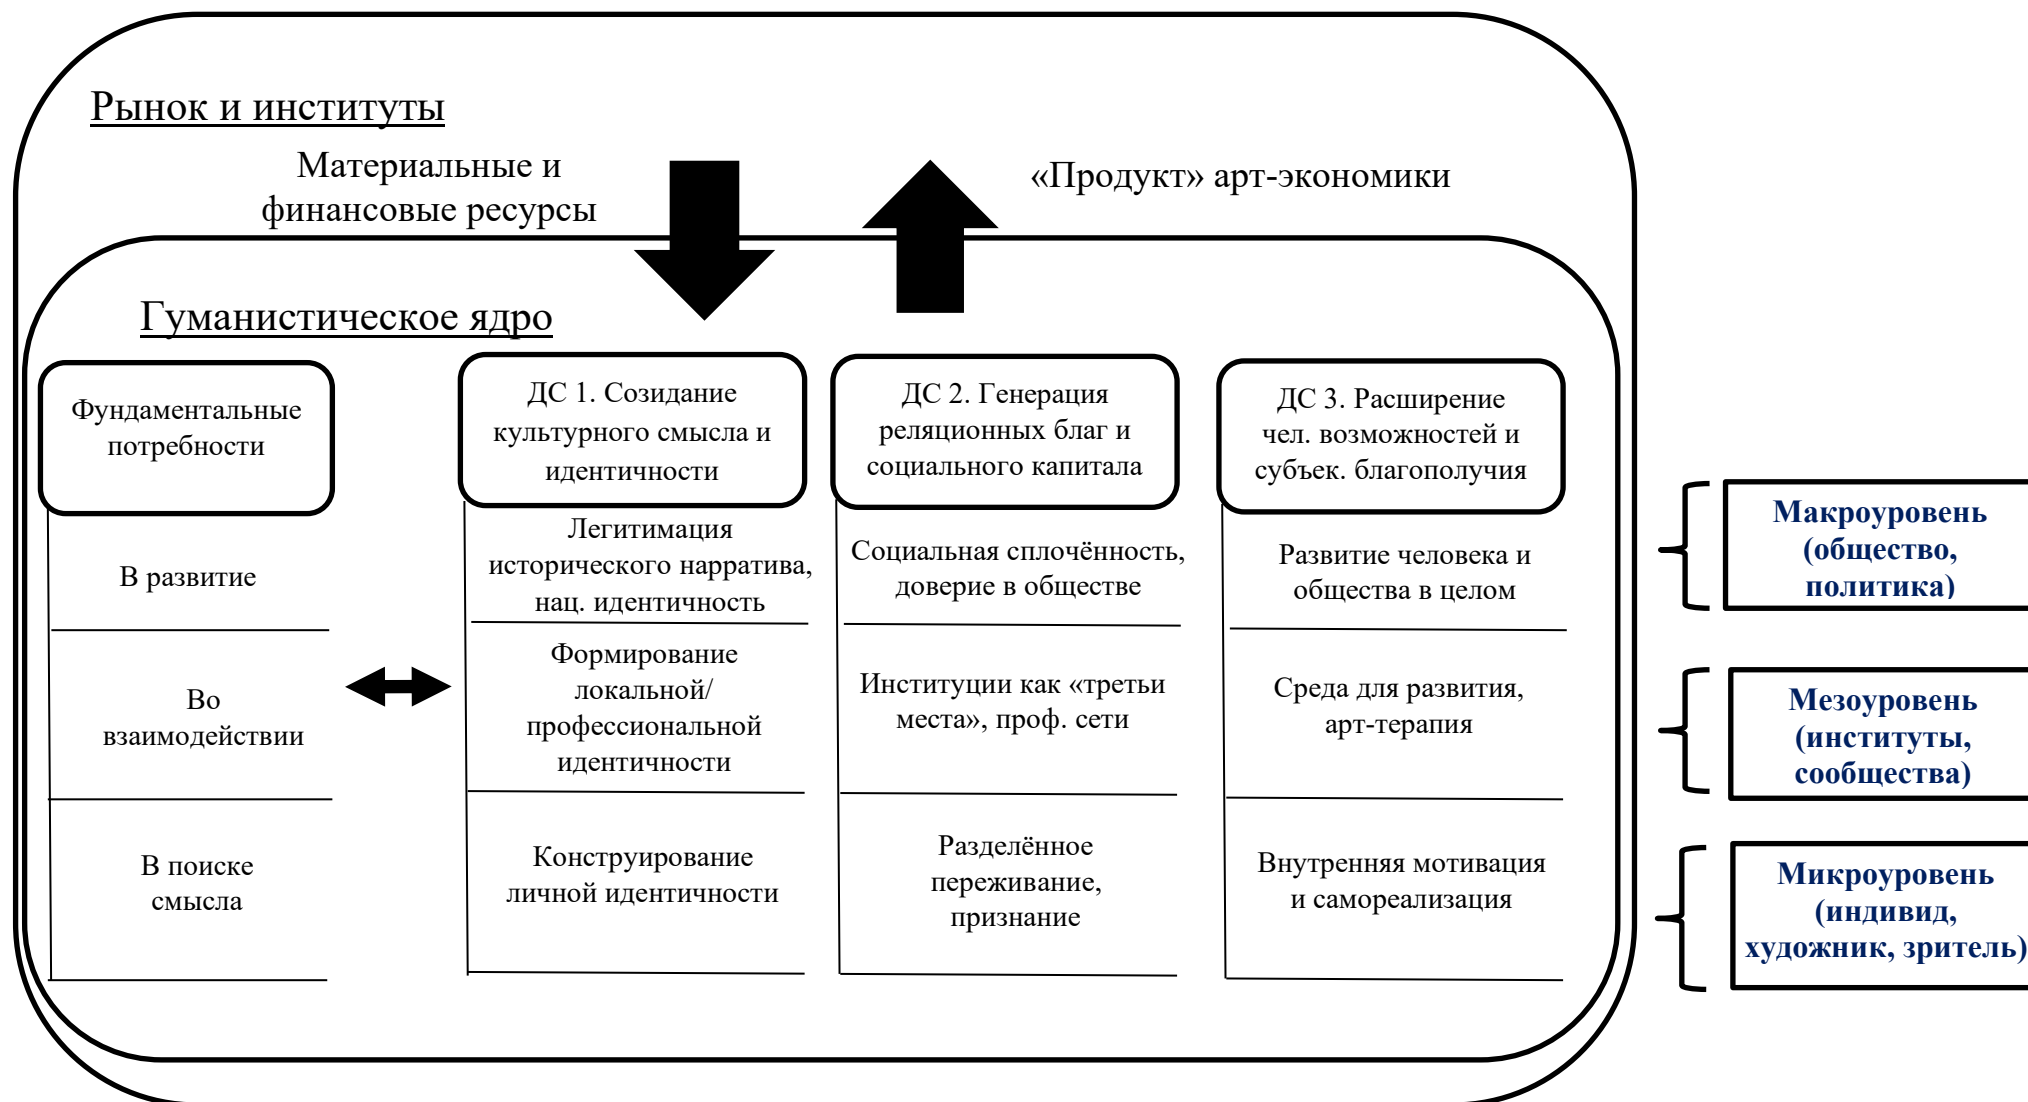 Рынок и институты
Материальные и
финансовые ресурсы
«Продукт» арт-экономики
Гуманистическое ядро
Фундаментальные
потребности
В развитие
Во
взаимодействии
В поиске
смысла
ДС 1. Созидание
культурного смысла и
идентичности
Легитимация
исторического нарратива,
нац. идентичность
Формирование
локальной/
профессиональной
идентичности
Конструирование
личной идентичности
ДС 2. Генерация
реляционных благ и
социального капитала
Социальная сплочённость,
доверие в обществе
Институции как «третьи
места», проф. сети
Разделённое
переживание,
признание
ДС 3. Расширение
чел. возможностей и
субъек. благополучия
Развитие человека и
общества в целом
Среда для развития,
арт-терапия
Внутренняя мотивация
и самореализация
Макроуровень
(общество,
политика)
Мезоуровень
(институты,
сообщества)
Микроуровень
(индивид,
художник, зритель)